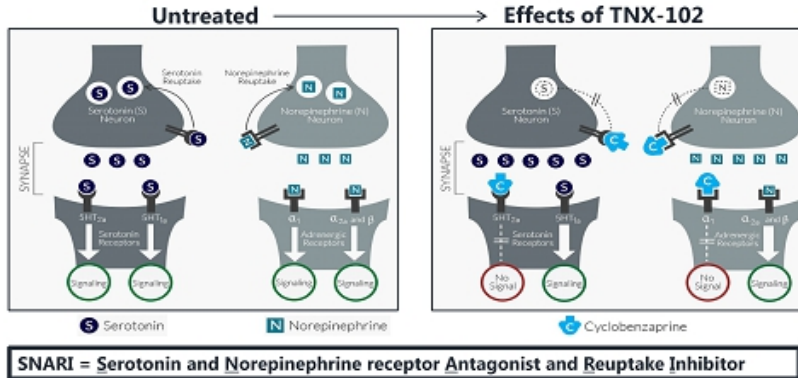 Untreated
Effects of TNX-102
Serotonin
Reuptake
Norepinephrine
Reuptake
S
S
N
N
S
N
Serotonin (S)
Neuron
Norepinephrine (N)
Neuron
Serotonin (S)
Neuron
Norepinephrine (N)
Neuron
S
N
C
C
SYNAPSE
S S S
N N N
SYNAPSE
S S S S S
N N N N N
S
S
N
N
C
S
C
N
5HT2a
5HT1a
α1
α2a and β
5HT2a
5HT1a
α1
α2a and β
Serotonin
Receptors
Adrenergic
Receptors
Serotonin
Receptors
Adrenergic
Receptors
Signaling
Signaling
Signaling
Signaling
No
Signal
Signaling
No
Signal
Signaling
S Serotonin
N Norepinephrine
C Cyclobenzaprine
SNARI = Serotonin and Norepinephrine receptor Antagonist and Reuptake Inhibitor